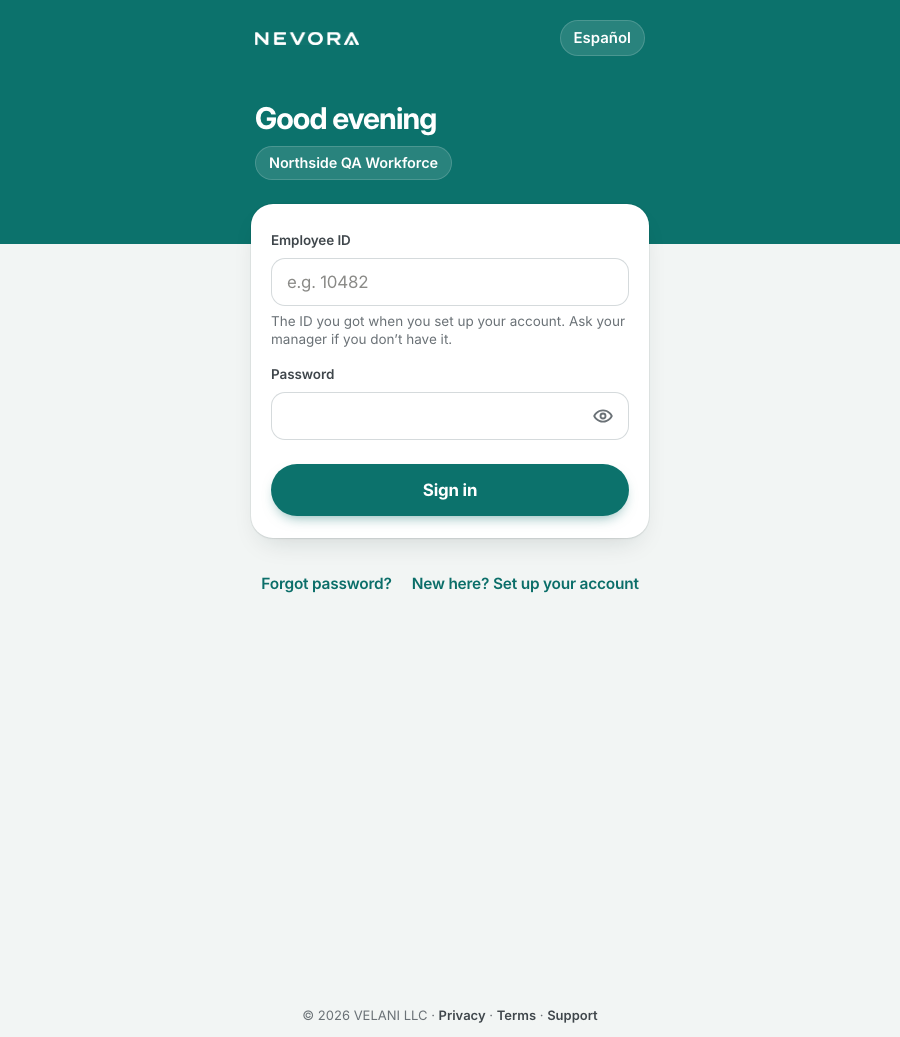 NEVORA
Español
Good evening
Northside QA Workforce
Employee ID
e.g. 10482
The ID you got when you set up your account. Ask your
manager if you don’t have it.
Password
Sign in
Forgot password?
New here? Set up your account
© 2026 VELANI LLC · Privacy · Terms · Support